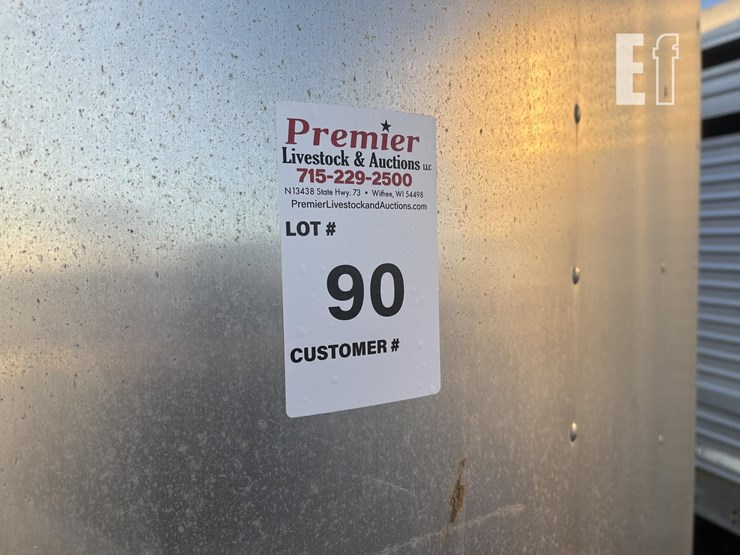 Ef
Premier
Livestock & Auctions LLC
715-229-2500
N13438 State Hwy. 73 • Withee, WI 54498
PremierLivestockandAuctions.com
LOT #
90
CUSTOMER #